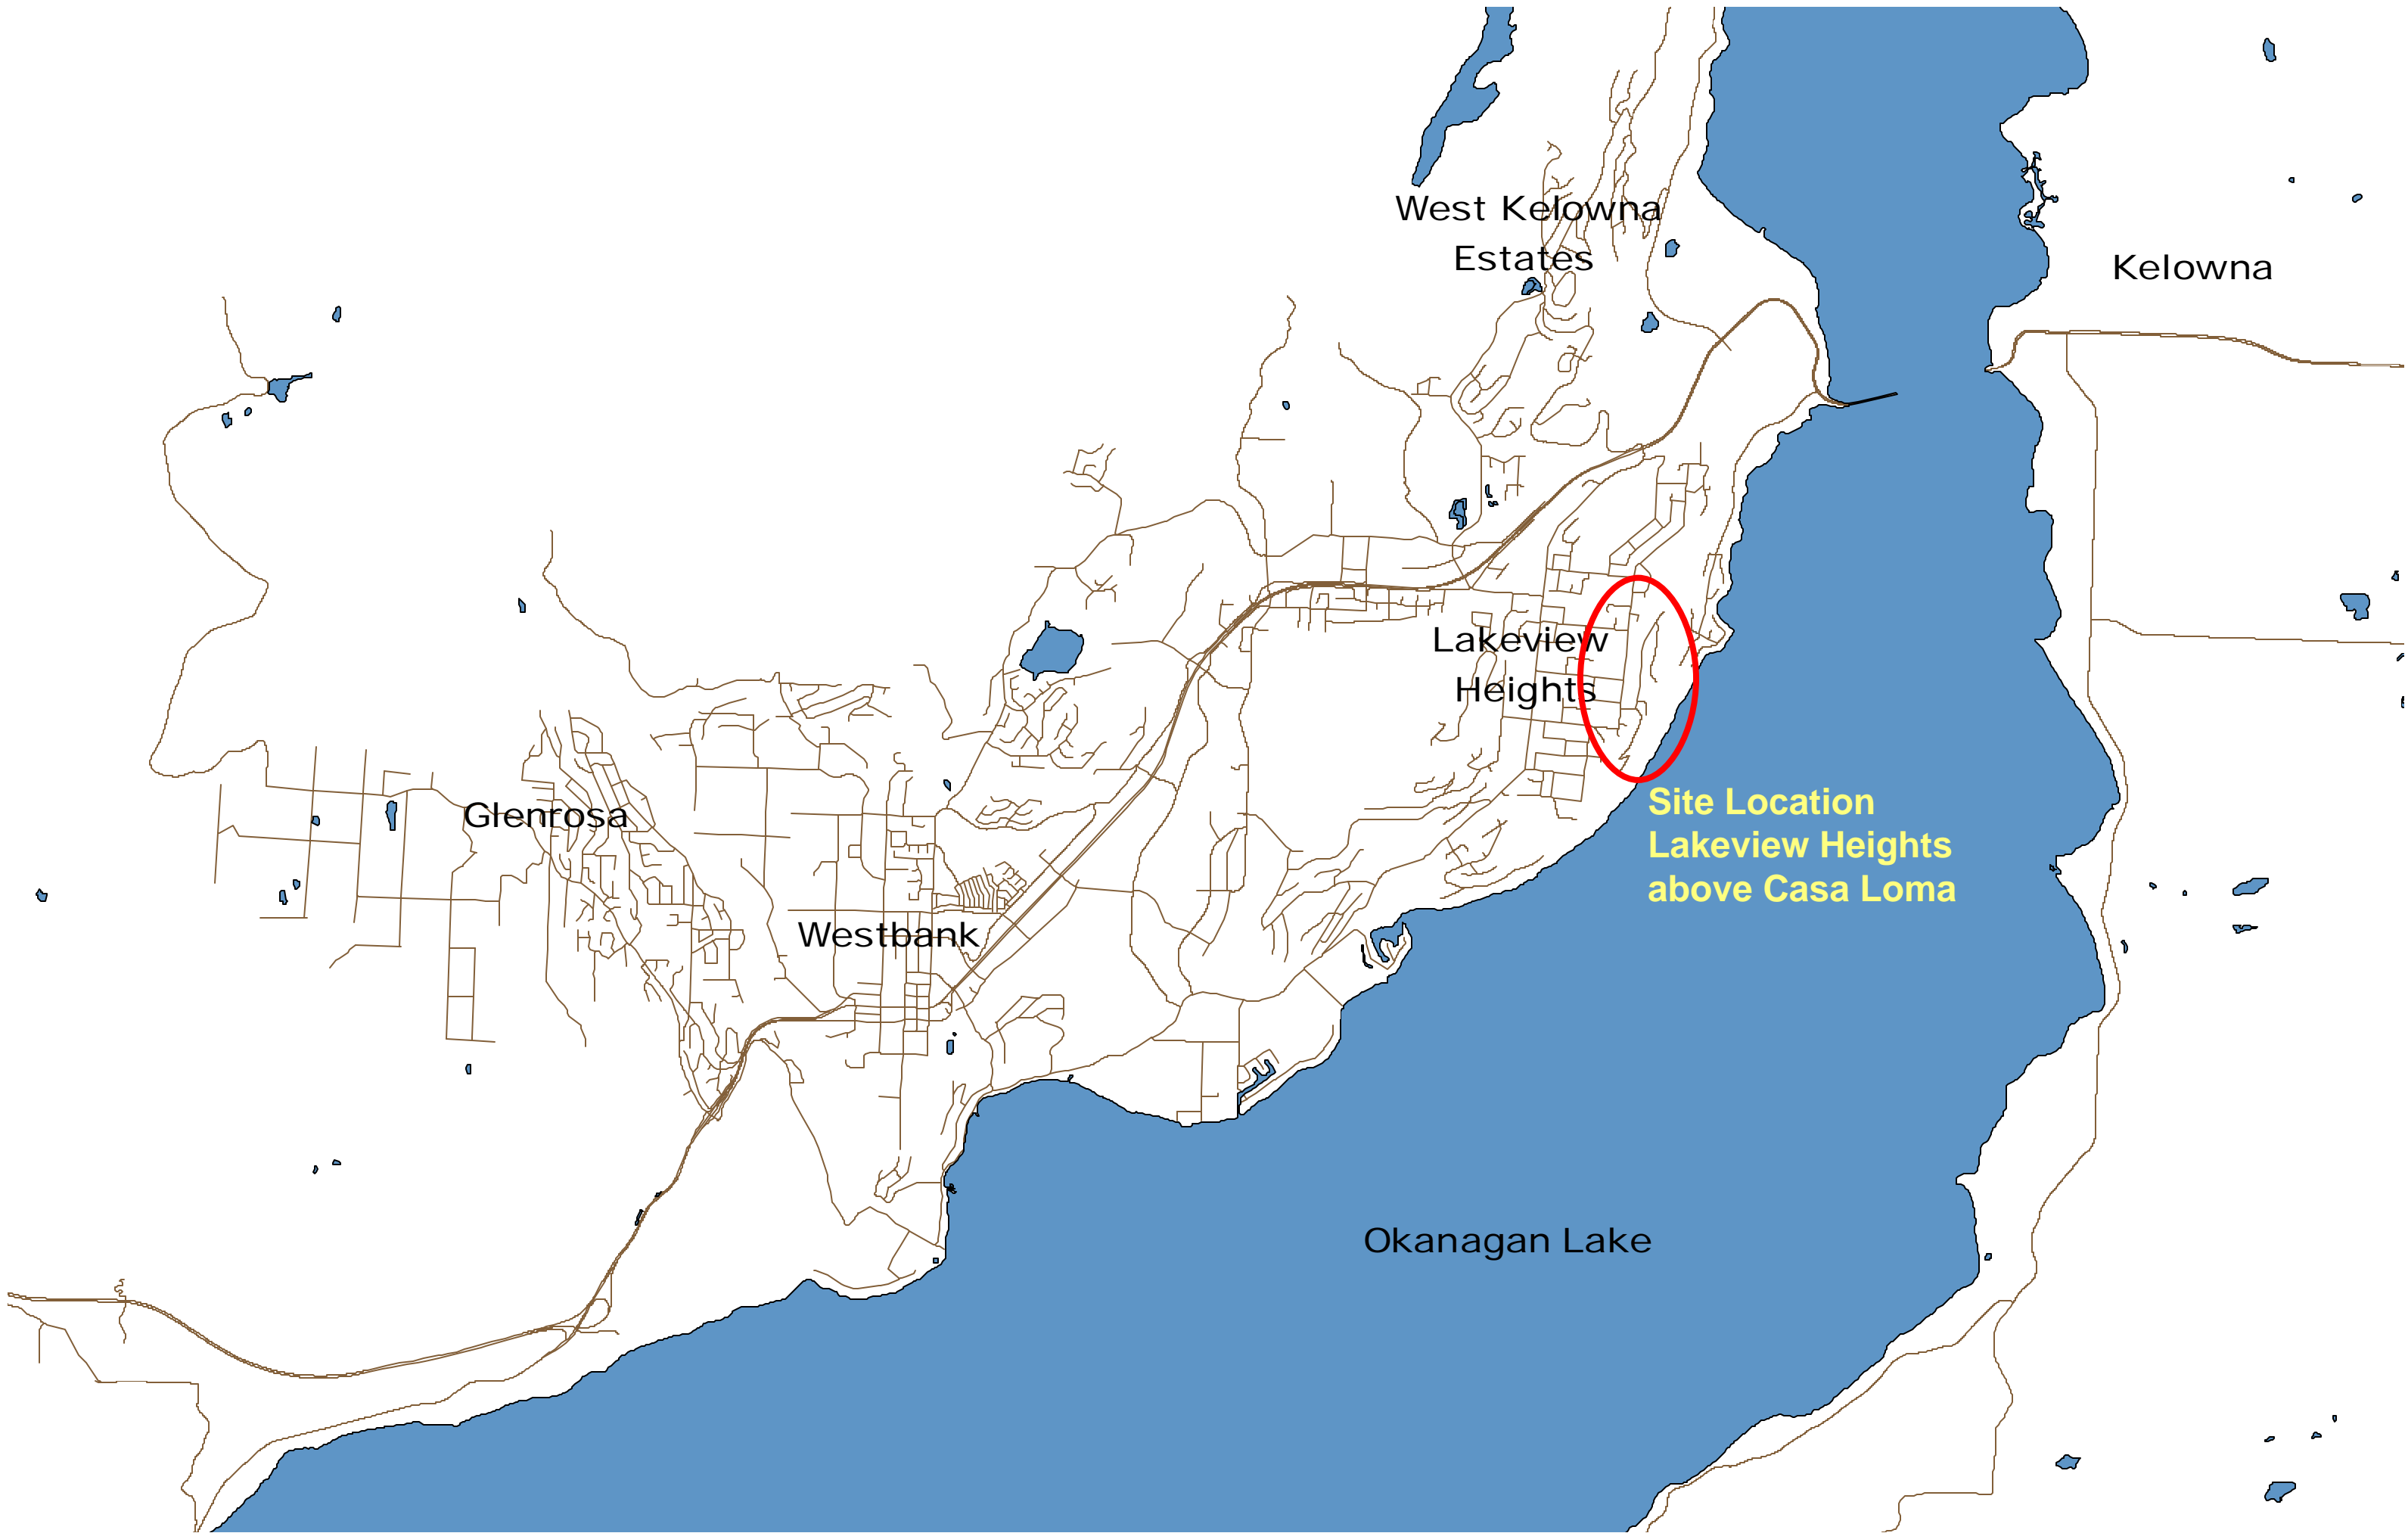 West Kelowna
Estates
Kelowna
Lakeview
Heights
Site Location
Lakeview Heights
above Casa Loma
Glenrosa
Westbank
Okanagan Lake